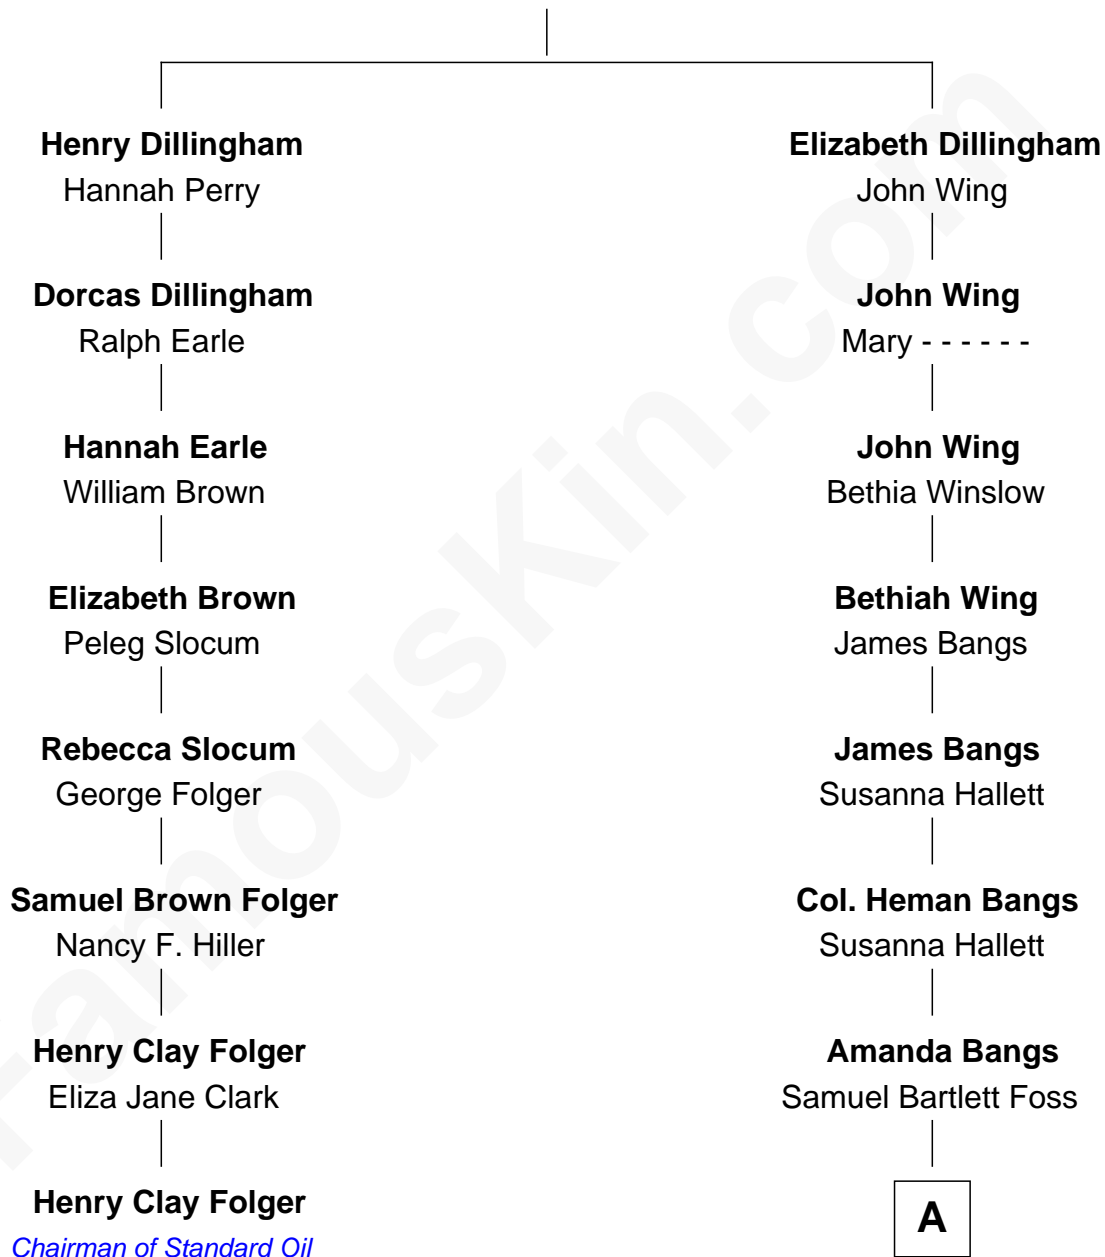 Henry Dillingham
Hannah Perry
Dorcas Dillingham
Ralph Earle
Hannah Earle
William Brown
Elizabeth Brown
Peleg Slocum
Rebecca Slocum
George Folger
Samuel Brown Folger
Nancy F. Hiller
Henry Clay Folger
Eliza Jane Clark
Henry Clay Folger
Chairman of Standard Oil
Elizabeth Dillingham
John Wing
John Wing
Mary - - - - - -
John Wing
Bethia Winslow
Bethiah Wing
James Bangs
James Bangs
Susanna Hallett
Col. Heman Bangs
Susanna Hallett
Amanda Bangs
Samuel Bartlett Foss
A
FamousKin.com